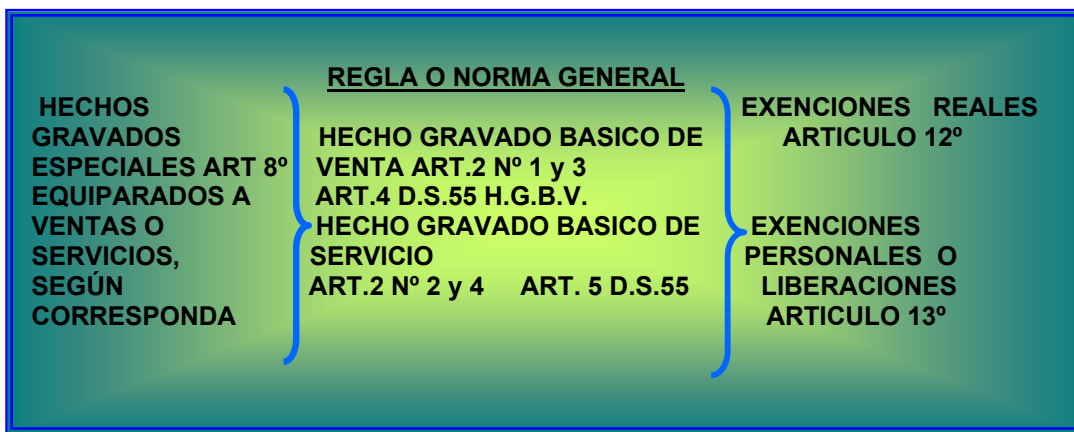 HECHOS
GRAVADOS
ESPECIALES ART 8º
EQUIPARADOS A
VENTAS O
SERVICIOS,
SEGÚN
CORRESPONDA
REGLA O NORMA GENERAL
HECHO GRAVADO BASICO DE
VENTA ART.2 Nº 1 y 3
ART.4 D.S.55 H.G.B.V.
HECHO GRAVADO BASICO DE
SERVICIO
ART.2 Nº 2 y 4 ART. 5 D.S.55
EXENCIONES REALES
ARTICULO 12º
EXENCIONES
PERSONALES O
LIBERACIONES
ARTICULO 13º